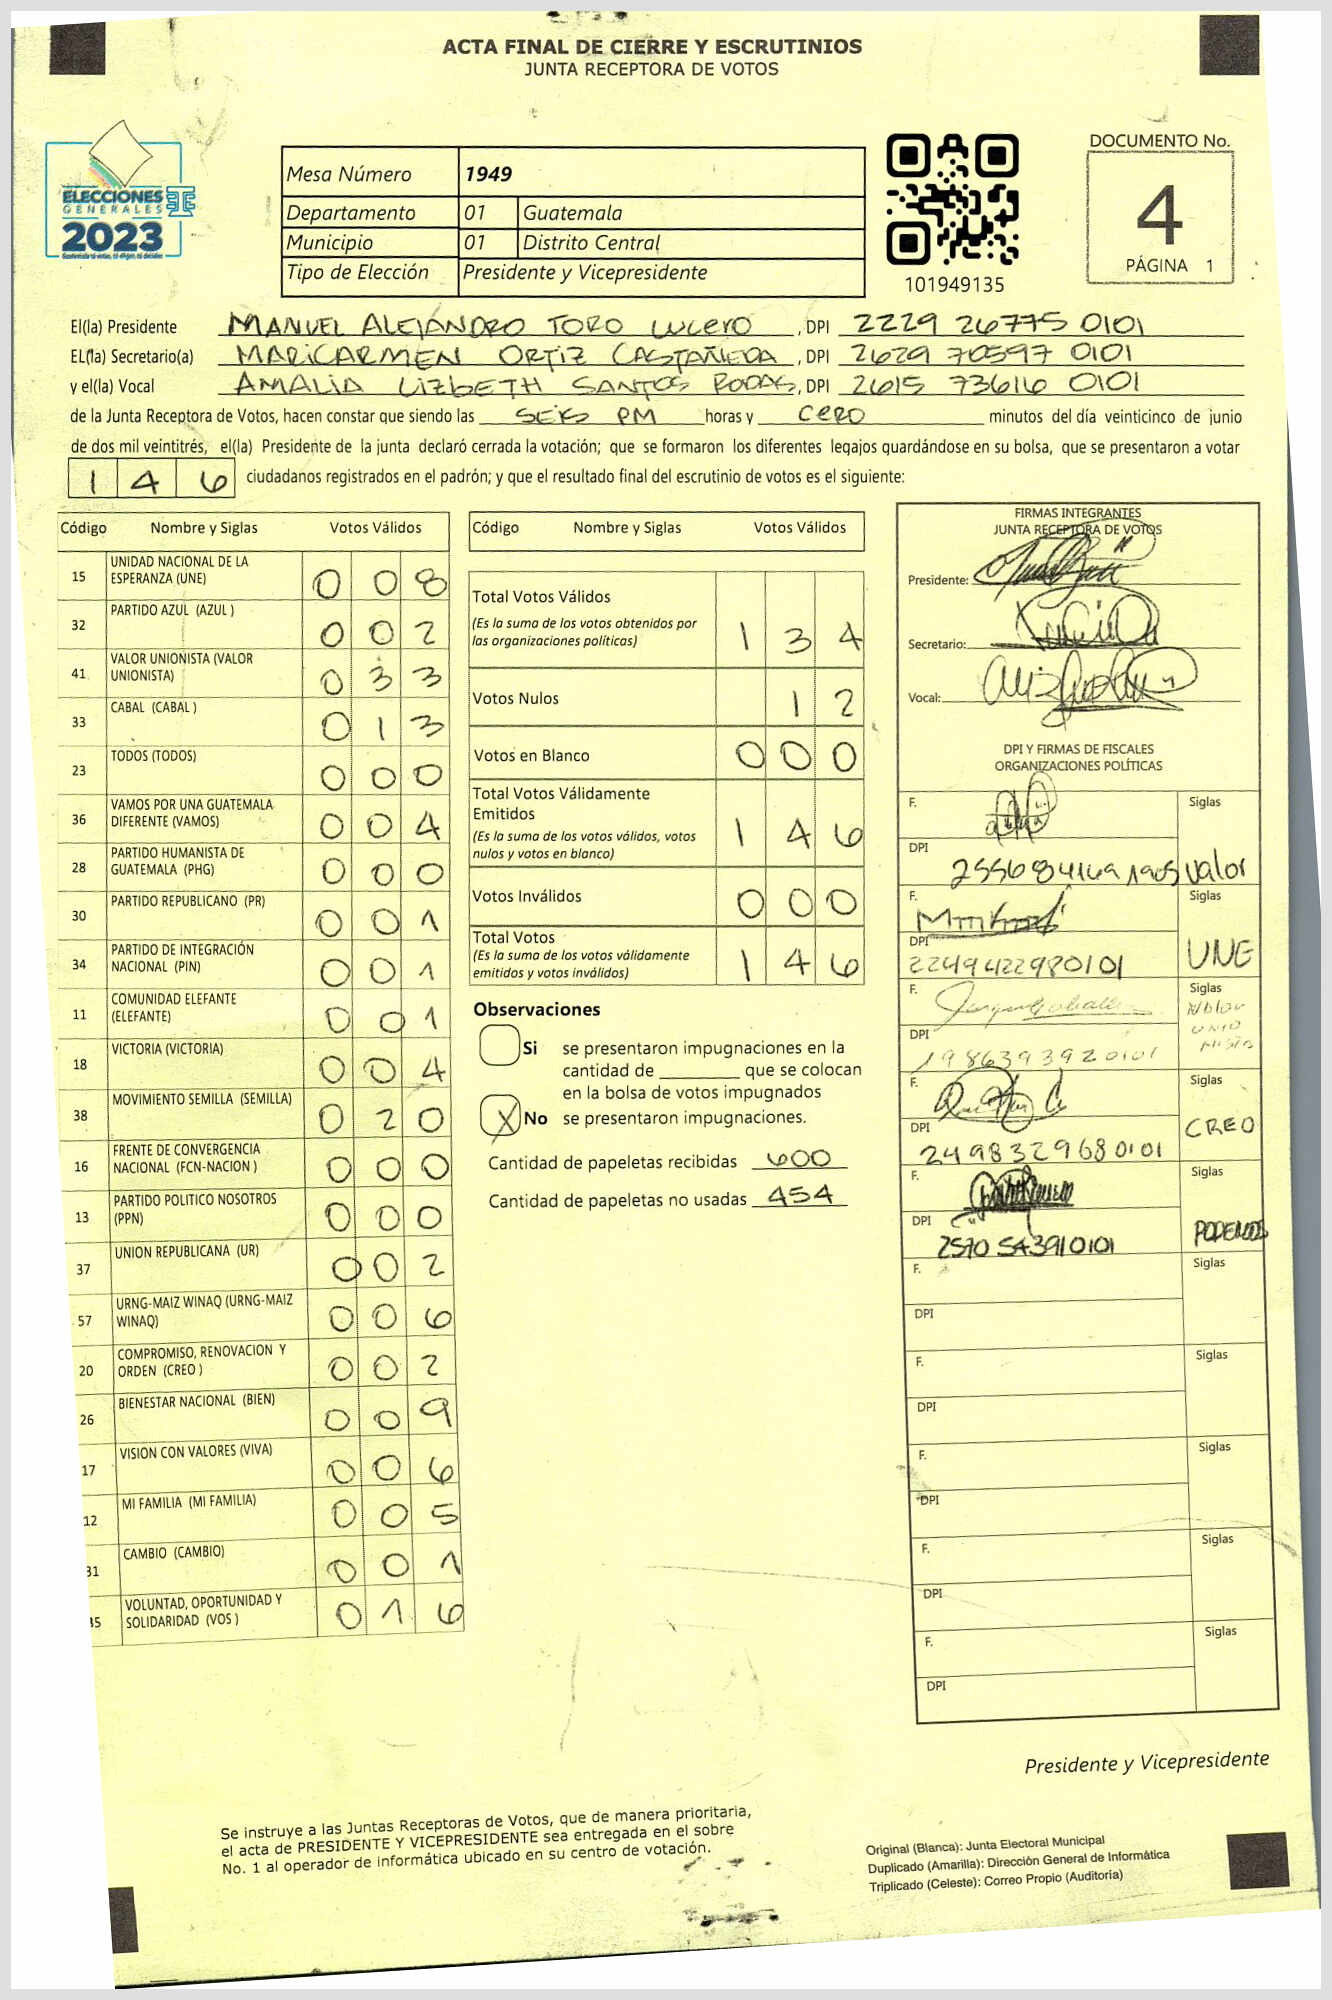 ACTA FINAL DE CIERRE Y ESCRUTINIOS
JUNTA RECEPTORA DE VOTOS
ELECCIONES
GENERALES
2023
Mesa Número 1949
Departamento 01 Guatemala
Municipio 01 Distrito Central
Tipo de Elección Presidente y Vicepresidente
101949135
DOCUMENTO No.
4
PÁGINA 1
El(la) Presidente MANUEL ALEJANDRO TORO LUCERO, DPI 2229 26775 0101
EL(la) Secretario(a) MARICARMEN ORTIZ CASTAÑEDA, DPI 2629 70597 0101
y el(la) Vocal AMALIA LIZBETH SANTOS RODAS, DPI 2615 73616 0101
de la Junta Receptora de Votos, hacen constar que siendo las SEIS PM horas y CERO minutos del día veinticinco de junio
de dos mil veintitrés, el(la) Presidente de la junta declaró cerrada la votación; que se formaron los diferentes legajos guardándose en su bolsa, que se presentaron a votar
146 ciudadanos registrados en el padrón; y que el resultado final del escrutinio de votos es el siguiente:
Código Nombre y Siglas Votos Válidos
15 UNIDAD NACIONAL DE LA ESPERANZA (UNE) 0 0 8
32 PARTIDO AZUL (AZUL ) 0 0 2
41 VALOR UNIONISTA (VALOR UNIONISTA) 0 3 3
33 CABAL (CABAL ) 0 1 3
23 TODOS (TODOS) 0 0 0
36 VAMOS POR UNA GUATEMALA DIFERENTE (VAMOS) 0 0 4
28 PARTIDO HUMANISTA DE GUATEMALA (PHG) 0 0 0
30 PARTIDO REPUBLICANO (PR) 0 0 1
34 PARTIDO DE INTEGRACIÓN NACIONAL (PIN) 0 0 1
11 COMUNIDAD ELEFANTE (ELEFANTE) 0 0 1
18 VICTORIA (VICTORIA) 0 0 4
38 MOVIMIENTO SEMILLA (SEMILLA) 0 2 0
16 FRENTE DE CONVERGENCIA NACIONAL (FCN-NACION ) 0 0 0
13 PARTIDO POLITICO NOSOTROS (PPN) 0 0 0
37 UNION REPUBLICANA (UR) 0 0 2
57 URNG-MAIZ WINAQ (URNG-MAIZ WINAQ) 0 0 6
20 COMPROMISO, RENOVACION Y ORDEN (CREO ) 0 0 2
26 BIENESTAR NACIONAL (BIEN) 0 0 9
17 VISION CON VALORES (VIVA) 0 0 6
12 MI FAMILIA (MI FAMILIA) 0 0 5
31 CAMBIO (CAMBIO) 0 0 1
35 VOLUNTAD, OPORTUNIDAD Y SOLIDARIDAD (VOS ) 0 1 6
Código Nombre y Siglas Votos Válidos
Total Votos Válidos 1 3 4
(Es la suma de los votos obtenidos por
las organizaciones políticas)
Votos Nulos 1 2
Votos en Blanco 0 0 0
Total Votos Válidamente
Emitidos 1 4 6
(Es la suma de los votos válidos, votos
nulos y votos en blanco)
Votos Inválidos 0 0 0
Total Votos 1 4 6
(Es la suma de los votos válidamente
emitidos y votos inválidos)
Observaciones
Si se presentaron impugnaciones en la
cantidad de ________ que se colocan
en la bolsa de votos impugnados
X No se presentaron impugnaciones.
Cantidad de papeletas recibidas 600
Cantidad de papeletas no usadas 454
FIRMAS INTEGRANTES
JUNTA RECEPTORA DE VOTOS
Presidente:
Secretario:
Vocal:
DPI Y FIRMAS DE FISCALES
ORGANIZACIONES POLÍTICAS
F. Siglas
DPI 2556841691905 Valor
F. Siglas
DPI 2249422980101 UNE
F. Siglas
DPI 1986393920101
F. Siglas
DPI 2498329680101 CREO
F. Siglas
DPI 2570543910101 PODEMOS
F. Siglas
DPI
F. Siglas
DPI
F. Siglas
DPI
F. Siglas
DPI
F. Siglas
DPI
Presidente y Vicepresidente
Se instruye a las Juntas Receptoras de Votos, que de manera prioritaria,
el acta de PRESIDENTE Y VICEPRESIDENTE sea entregada en el sobre
No. 1 al operador de informática ubicado en su centro de votación.
Original (Blanca): Junta Electoral Municipal
Duplicado (Amarilla): Dirección General de Informática
Triplicado (Celeste): Correo Propio (Auditoría)